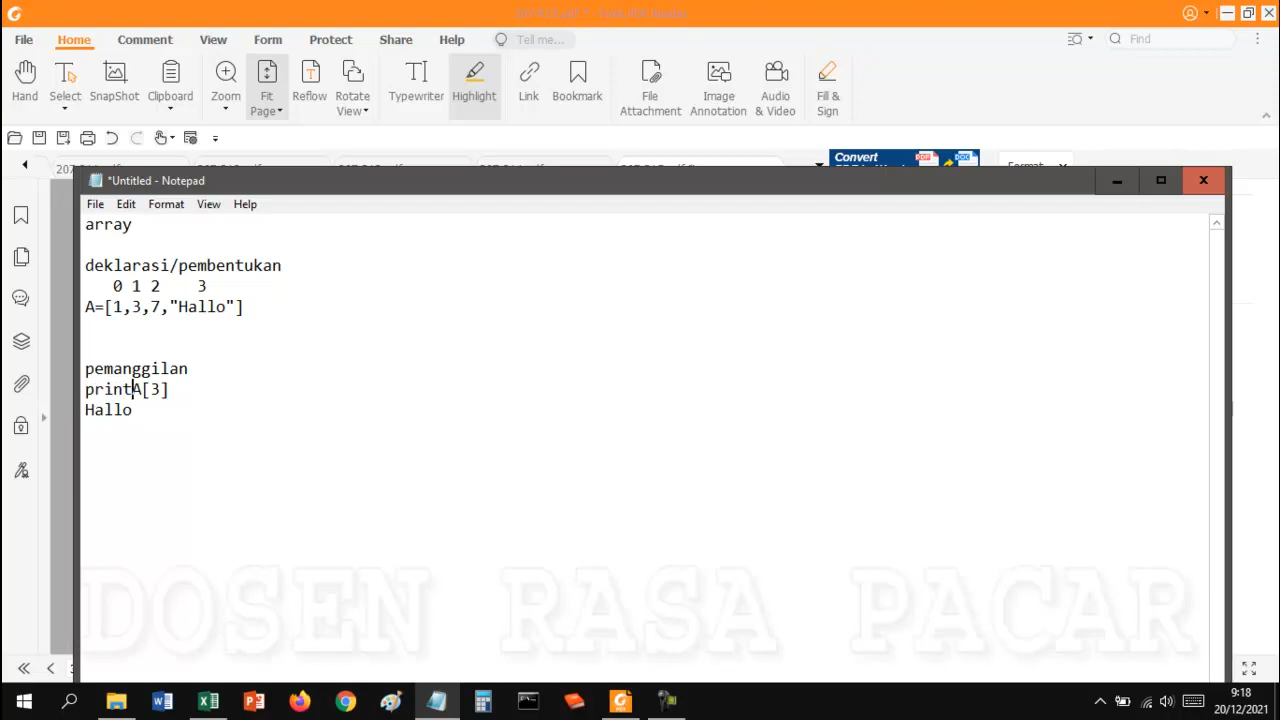 File Home Comment View Form Protect Share Help Tell me... Find
Hand Select SnapShot Clipboard Zoom Fit Page Reflow Rotate View Typewriter Highlight Link Bookmark File Attachment Image Annotation Audio & Video Fill & Sign
Convert
*Untitled - Notepad
File Edit Format View Help
array
deklarasi/pembentukan
0 1 2 3
A=[1,3,7,"Hallo"]
pemanggilan
printA[3]
Hallo
DOSEN RASA PACAR
9:18
20/12/2021